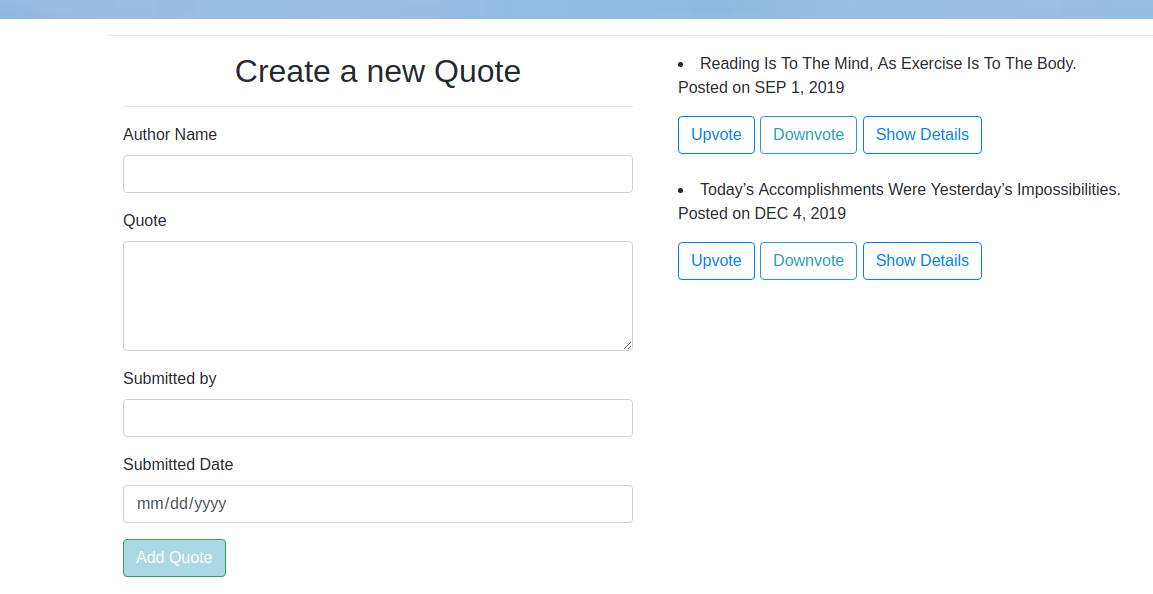 Create a new Quote
Author Name
Quote
Submitted by
Submitted Date
mm/dd/yyyy
Add Quote
Reading Is To The Mind, As Exercise Is To The Body.
Posted on SEP 1, 2019
Upvote Downvote Show Details
Today’s Accomplishments Were Yesterday’s Impossibilities.
Posted on DEC 4, 2019
Upvote Downvote Show Details